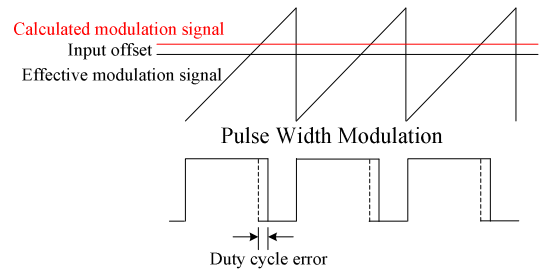 Calculated modulation signal
Input offset
Effective modulation signal
Pulse Width Modulation
Duty cycle error